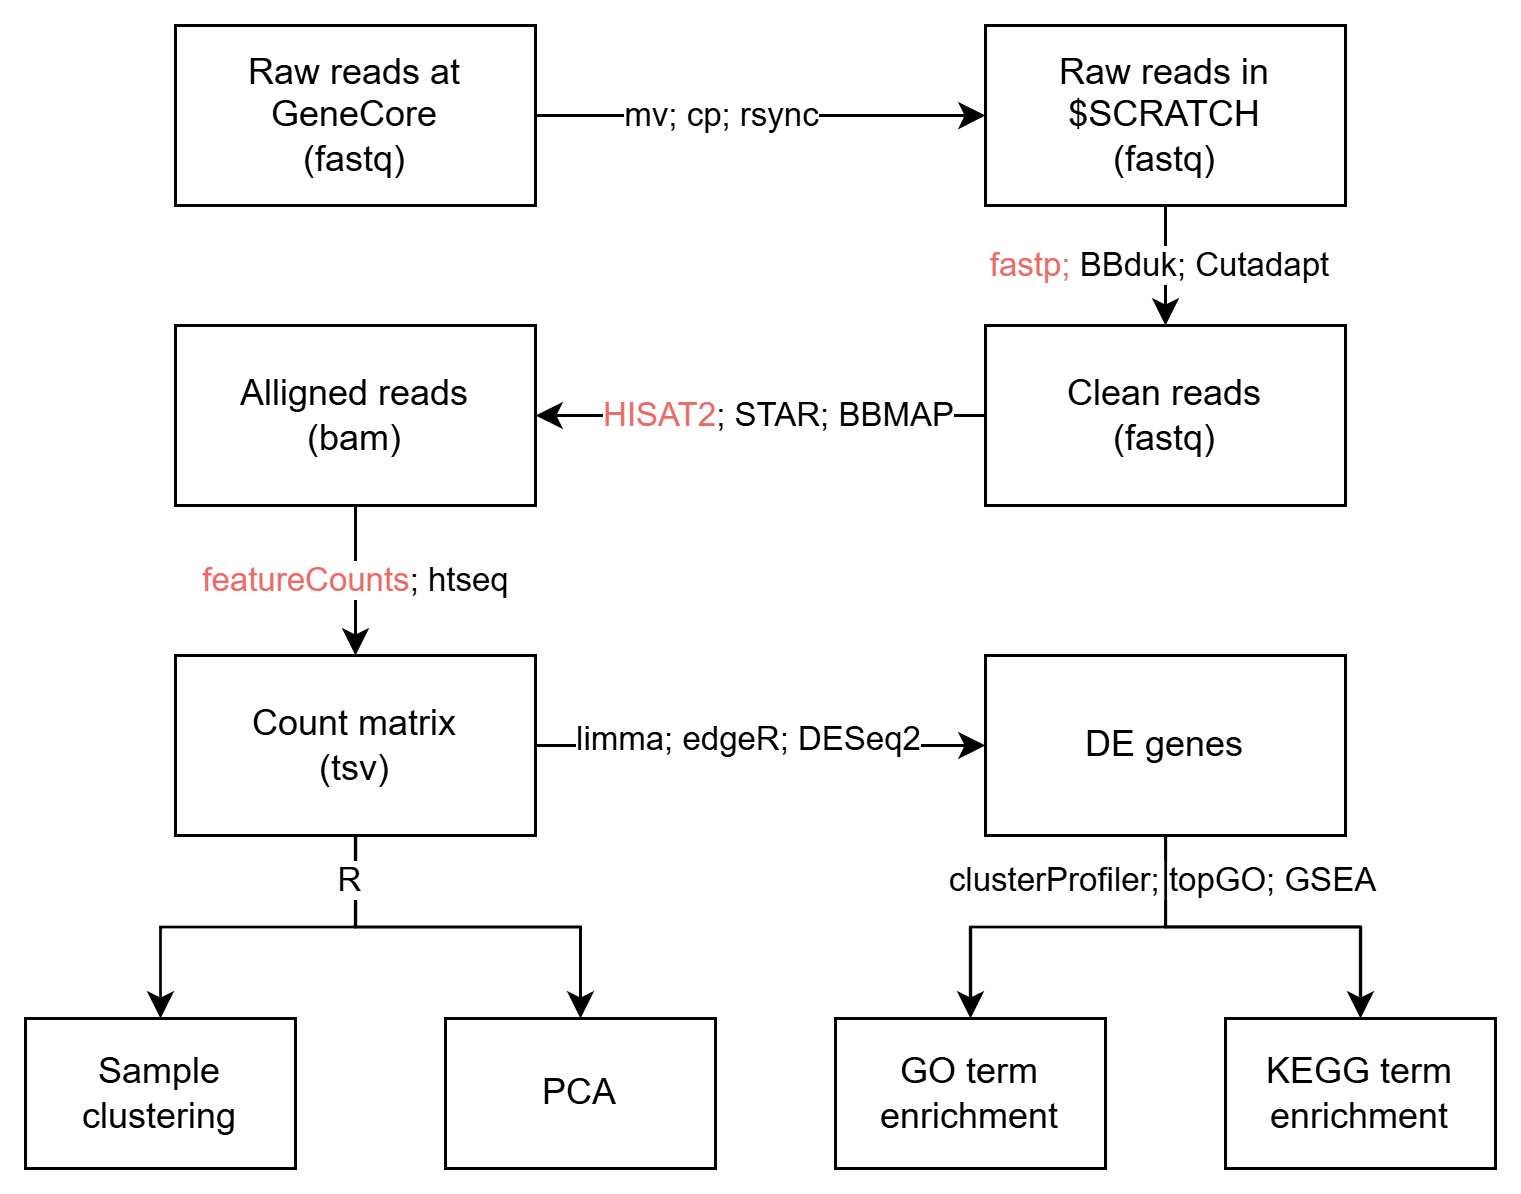 Raw reads at
GeneCore
(fastq)
mv; cp; rsync
Raw reads in
$SCRATCH
(fastq)
fastp; BBduk; Cutadapt
Alligned reads
(bam)
HISAT2; STAR; BBMAP
Clean reads
(fastq)
featureCounts; htseq
Count matrix
(tsv)
limma; edgeR; DESeq2
DE genes
R
clusterProfiler; topGO; GSEA
Sample
clustering
PCA
GO term
enrichment
KEGG term
enrichment